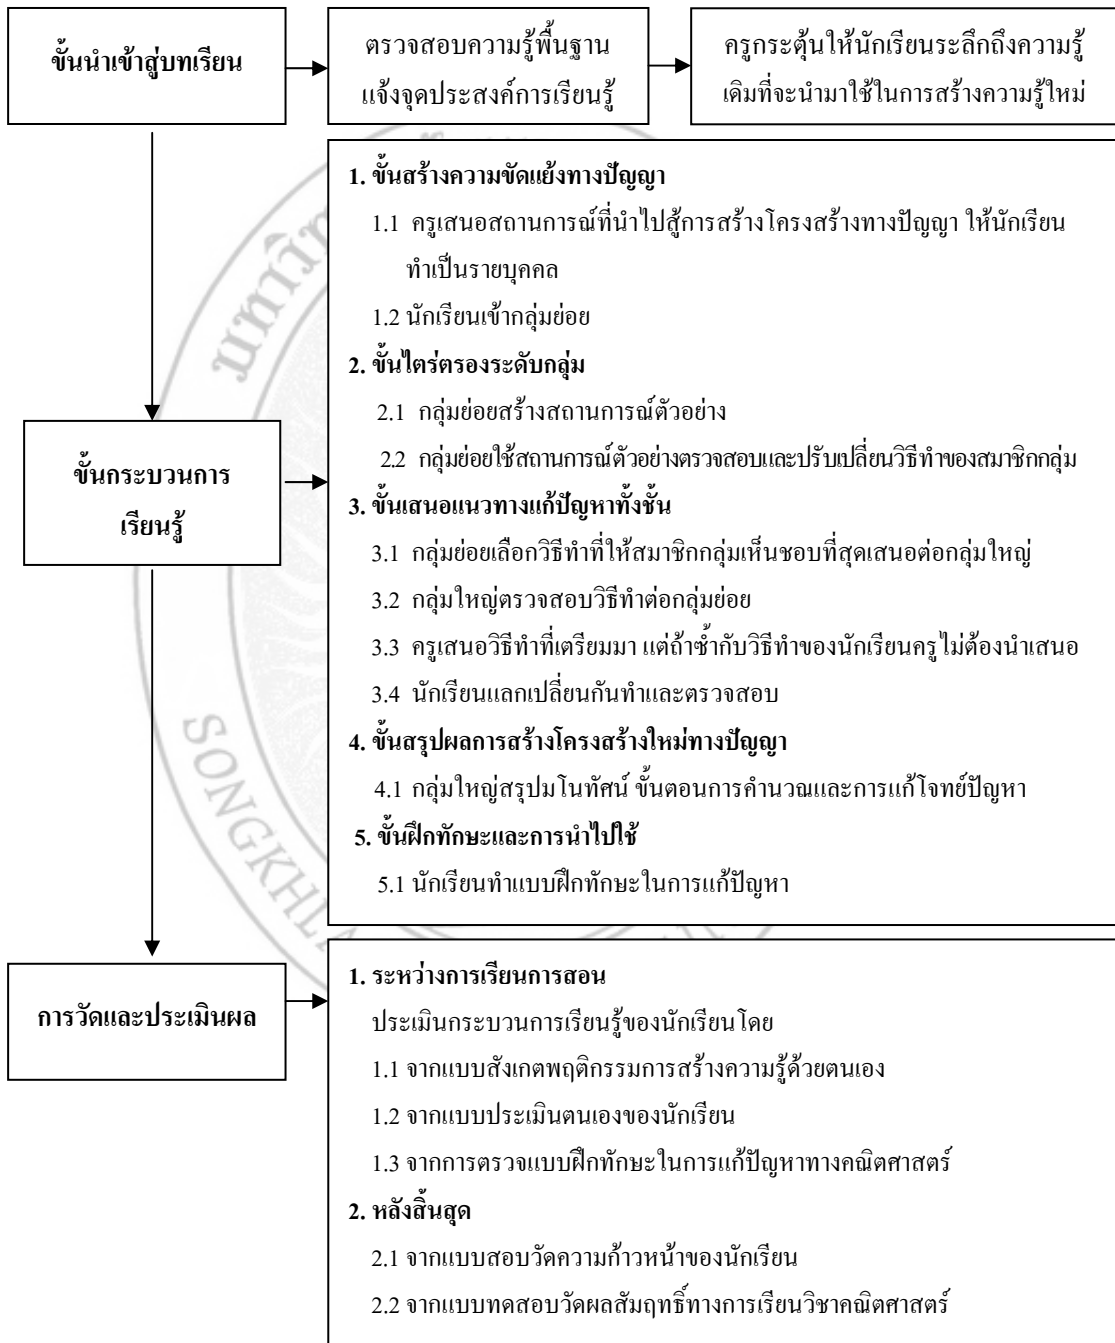 ขั้นนำเข้าสู่บทเรียน
ตรวจสอบความรู้พื้นฐาน
แจ้งจุดประสงค์การเรียนรู้
ครูกระตุ้นให้นักเรียนระลึกถึงความรู้
เดิมที่จะนำมาใช้ในการสร้างความรู้ใหม่
ขั้นกระบวนการ
เรียนรู้
1. ขั้นสร้างความขัดแย้งทางปัญญา
1.1 ครูเสนอสถานการณ์ที่นำไปสู้การสร้างโครงสร้างทางปัญญา ให้นักเรียน
ทำเป็นรายบุคคล
1.2 นักเรียนเข้ากลุ่มย่อย
2. ขั้นไตร่ตรองระดับกลุ่ม
2.1 กลุ่มย่อยสร้างสถานการณ์ตัวอย่าง
2.2 กลุ่มย่อยใช้สถานการณ์ตัวอย่างตรวจสอบและปรับเปลี่ยนวิธีทำของสมาชิกกลุ่ม
3. ขั้นเสนอแนวทางแก้ปัญหาทั้งชั้น
3.1 กลุ่มย่อยเลือกวิธีทำที่ให้สมาชิกกลุ่มเห็นชอบที่สุดเสนอต่อกลุ่มใหญ่
3.2 กลุ่มใหญ่ตรวจสอบวิธีทำต่อกลุ่มย่อย
3.3 ครูเสนอวิธีทำที่เตรียมมา แต่ถ้าซ้ำกับวิธีทำของนักเรียนครูไม่ต้องนำเสนอ
3.4 นักเรียนแลกเปลี่ยนกันทำและตรวจสอบ
4. ขั้นสรุปผลการสร้างโครงสร้างใหม่ทางปัญญา
4.1 กลุ่มใหญ่สรุปมโนทัศน์ ขั้นตอนการคำนวณและการแก้โจทย์ปัญหา
5. ขั้นฝึกทักษะและการนำไปใช้
5.1 นักเรียนทำแบบฝึกทักษะในการแก้ปัญหา
การวัดและประเมินผล
1. ระหว่างการเรียนการสอน
ประเมินกระบวนการเรียนรู้ของนักเรียนโดย
1.1 จากแบบสังเกตพฤติกรรมการสร้างความรู้ด้วยตนเอง
1.2 จากแบบประเมินตนเองของนักเรียน
1.3 จากการตรวจแบบฝึกทักษะในการแก้ปัญหาทางคณิตศาสตร์
2. หลังสิ้นสุด
2.1 จากแบบสอบวัดความก้าวหน้าของนักเรียน
2.2 จากแบบทดสอบวัดผลสัมฤทธิ์ทางการเรียนวิชาคณิตศาสตร์